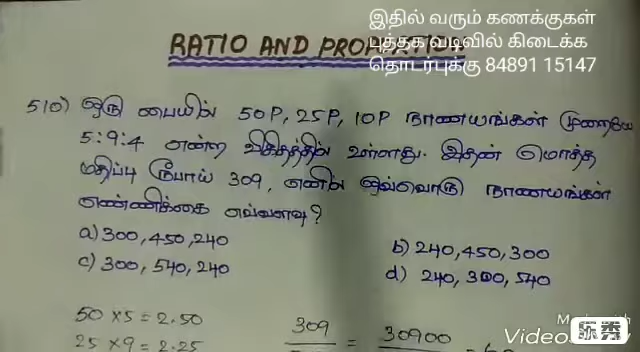 இதில் வரும் கணக்குகள்
புத்தக வடிவில் கிடைக்க
தொடர்புக்கு 84891 15147
RATIO AND PROPORTION
510) ஒரு பையில் 50P, 25P, 10P நாணயங்கள் முறையே
5:9:4 என்ற விகிதத்தில் உள்ளது. இதன் மொத்த
மதிப்பு ரூபாய் 309, எனில் ஒவ்வொரு நாணயங்கள்
எண்ணிக்கை எவ்வளவு?
a) 300, 450, 240
b) 240, 450, 300
c) 300, 540, 240
d) 240, 300, 540
50 × 5 = 2.50
25 × 9 = 2.25
309
=
30900
=
Video